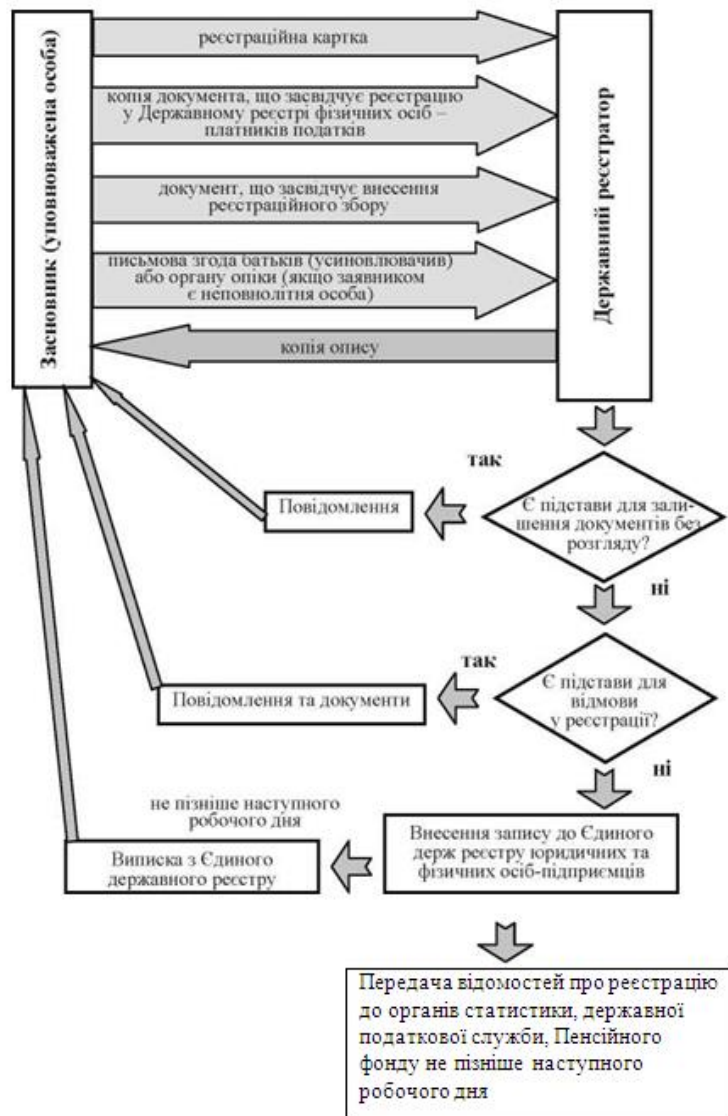 Засновник (уповноважена особа)
реєстраційна картка
копія документа, що засвідчує реєстрацію
у Державному реєстрі фізичних осіб –
платників податків
документ, що засвідчує внесення
реєстраційного збору
письмова згода батьків (усиновлювачив)
або органу опіки (якщо заявником
є неповнолітня особа)
копія опису
Державний реєстратор
так
Є підстави для зали-
шення документів без
розгляду?
Повідомлення
ні
так
Є підстави для
відмови
у реєстрації?
Повідомлення та документи
ні
не пізніше наступного
робочого дня
Внесення запису до Єдиного
держ реєстру юридичних та
фізичних осіб-підприємців
Виписка з Єдиного
державного реєстру
Передача відомостей про реєстрацію
до органів статистики, державної
податкової служби, Пенсійного
фонду не пізніше наступного
робочого дня